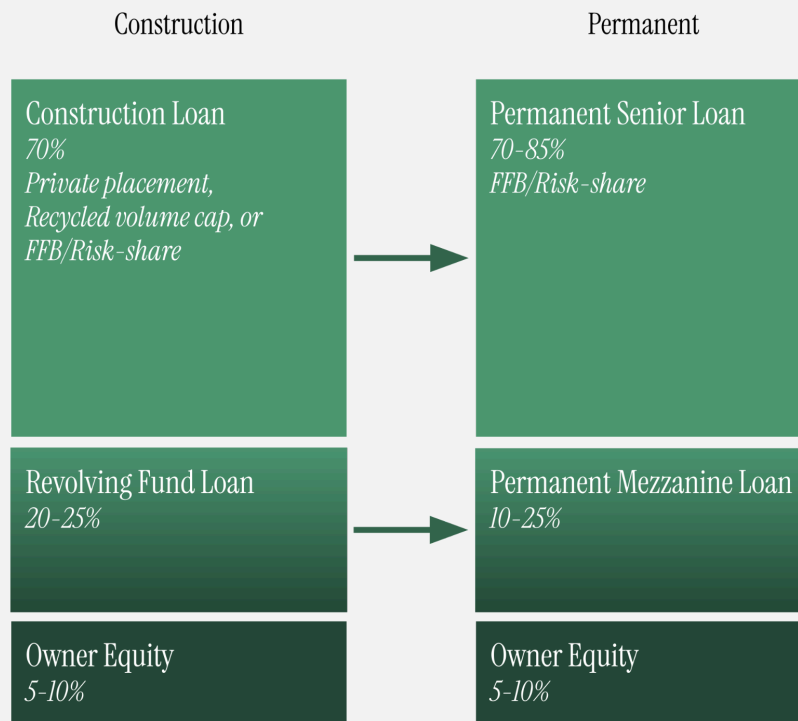 Construction
Permanent
Construction Loan
70%
Private placement,
Recycled volume cap, or
FFB/Risk-share
Permanent Senior Loan
70-85%
FFB/Risk-share
Revolving Fund Loan
20-25%
Permanent Mezzanine Loan
10-25%
Owner Equity
5-10%
Owner Equity
5-10%